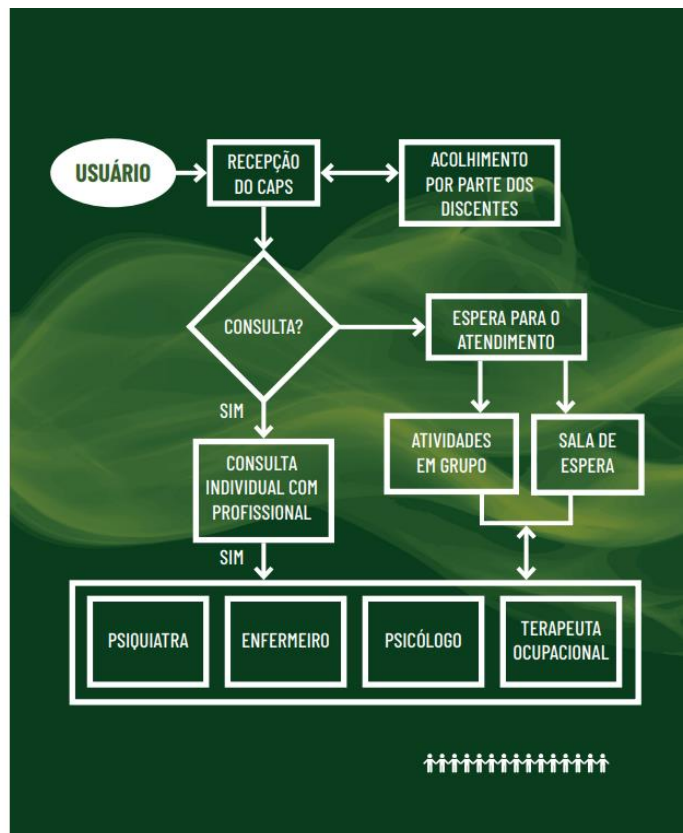 USUÁRIO
RECEPÇÃO
DO CAPS
ACOLHIMENTO
POR PARTE DOS
DISCENTES
CONSULTA?
ESPERA PARA O
ATENDIMENTO
SIM
ATIVIDADES
EM GRUPO
SALA DE
ESPERA
CONSULTA
INDIVIDUAL COM
PROFISSIONAL
SIM
PSIQUIATRA
ENFERMEIRO
PSICÓLOGO
TERAPEUTA
OCUPACIONAL